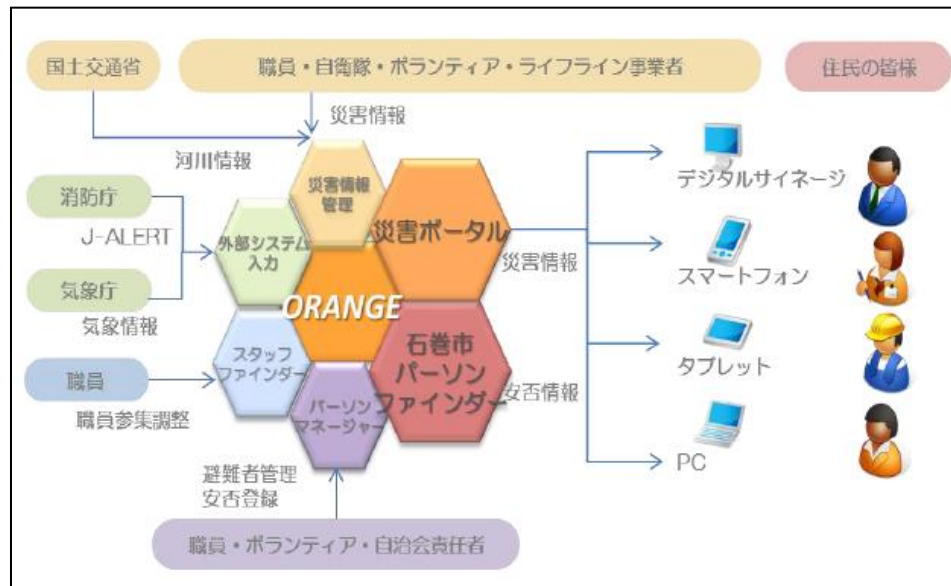 国土交通省
職員・自衛隊・ボランティア・ライフライン事業者
住民の皆様
災害情報
河川情報
消防庁
J-ALERT
気象庁
気象情報
職員
職員参集調整
外部システム
入力
災害情報
管理
災害ポータル
ORANGE
スタッフ
ファインダー
パーソン
マネージャー
石巻市
パーソン
ファインダー
災害情報
安否情報
デジタルサイネージ
スマートフォン
タブレット
PC
避難者管理
安否登録
職員・ボランティア・自治会責任者